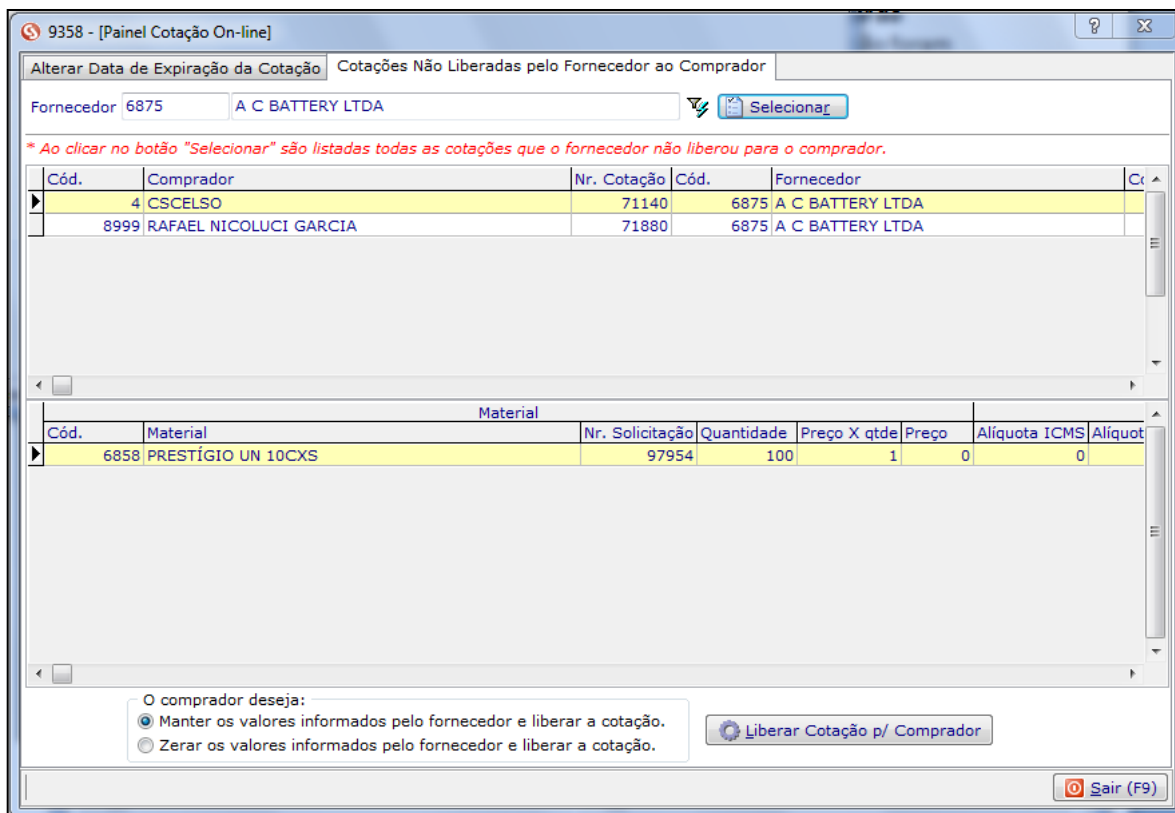 9358 - [Painel Cotação On-line]
Alterar Data de Expiração da Cotação Cotações Não Liberadas pelo Fornecedor ao Comprador
Fornecedor 6875 A C BATTERY LTDA Selecionar
* Ao clicar no botão "Selecionar" são listadas todas as cotações que o fornecedor não liberou para o comprador.
Cód. Comprador Nr. Cotação Cód. Fornecedor
4 CSCELSO 71140 6875 A C BATTERY LTDA
8999 RAFAEL NICOLUCI GARCIA 71880 6875 A C BATTERY LTDA
Material
Cód. Material Nr. Solicitação Quantidade Preço X qtde Preço Alíquota ICMS Alíquot
6858 PRESTÍGIO UN 10CXS 97954 100 1 0 0
O comprador deseja:
Manter os valores informados pelo fornecedor e liberar a cotação.
Zerar os valores informados pelo fornecedor e liberar a cotação.
Liberar Cotação p/ Comprador
Sair (F9)